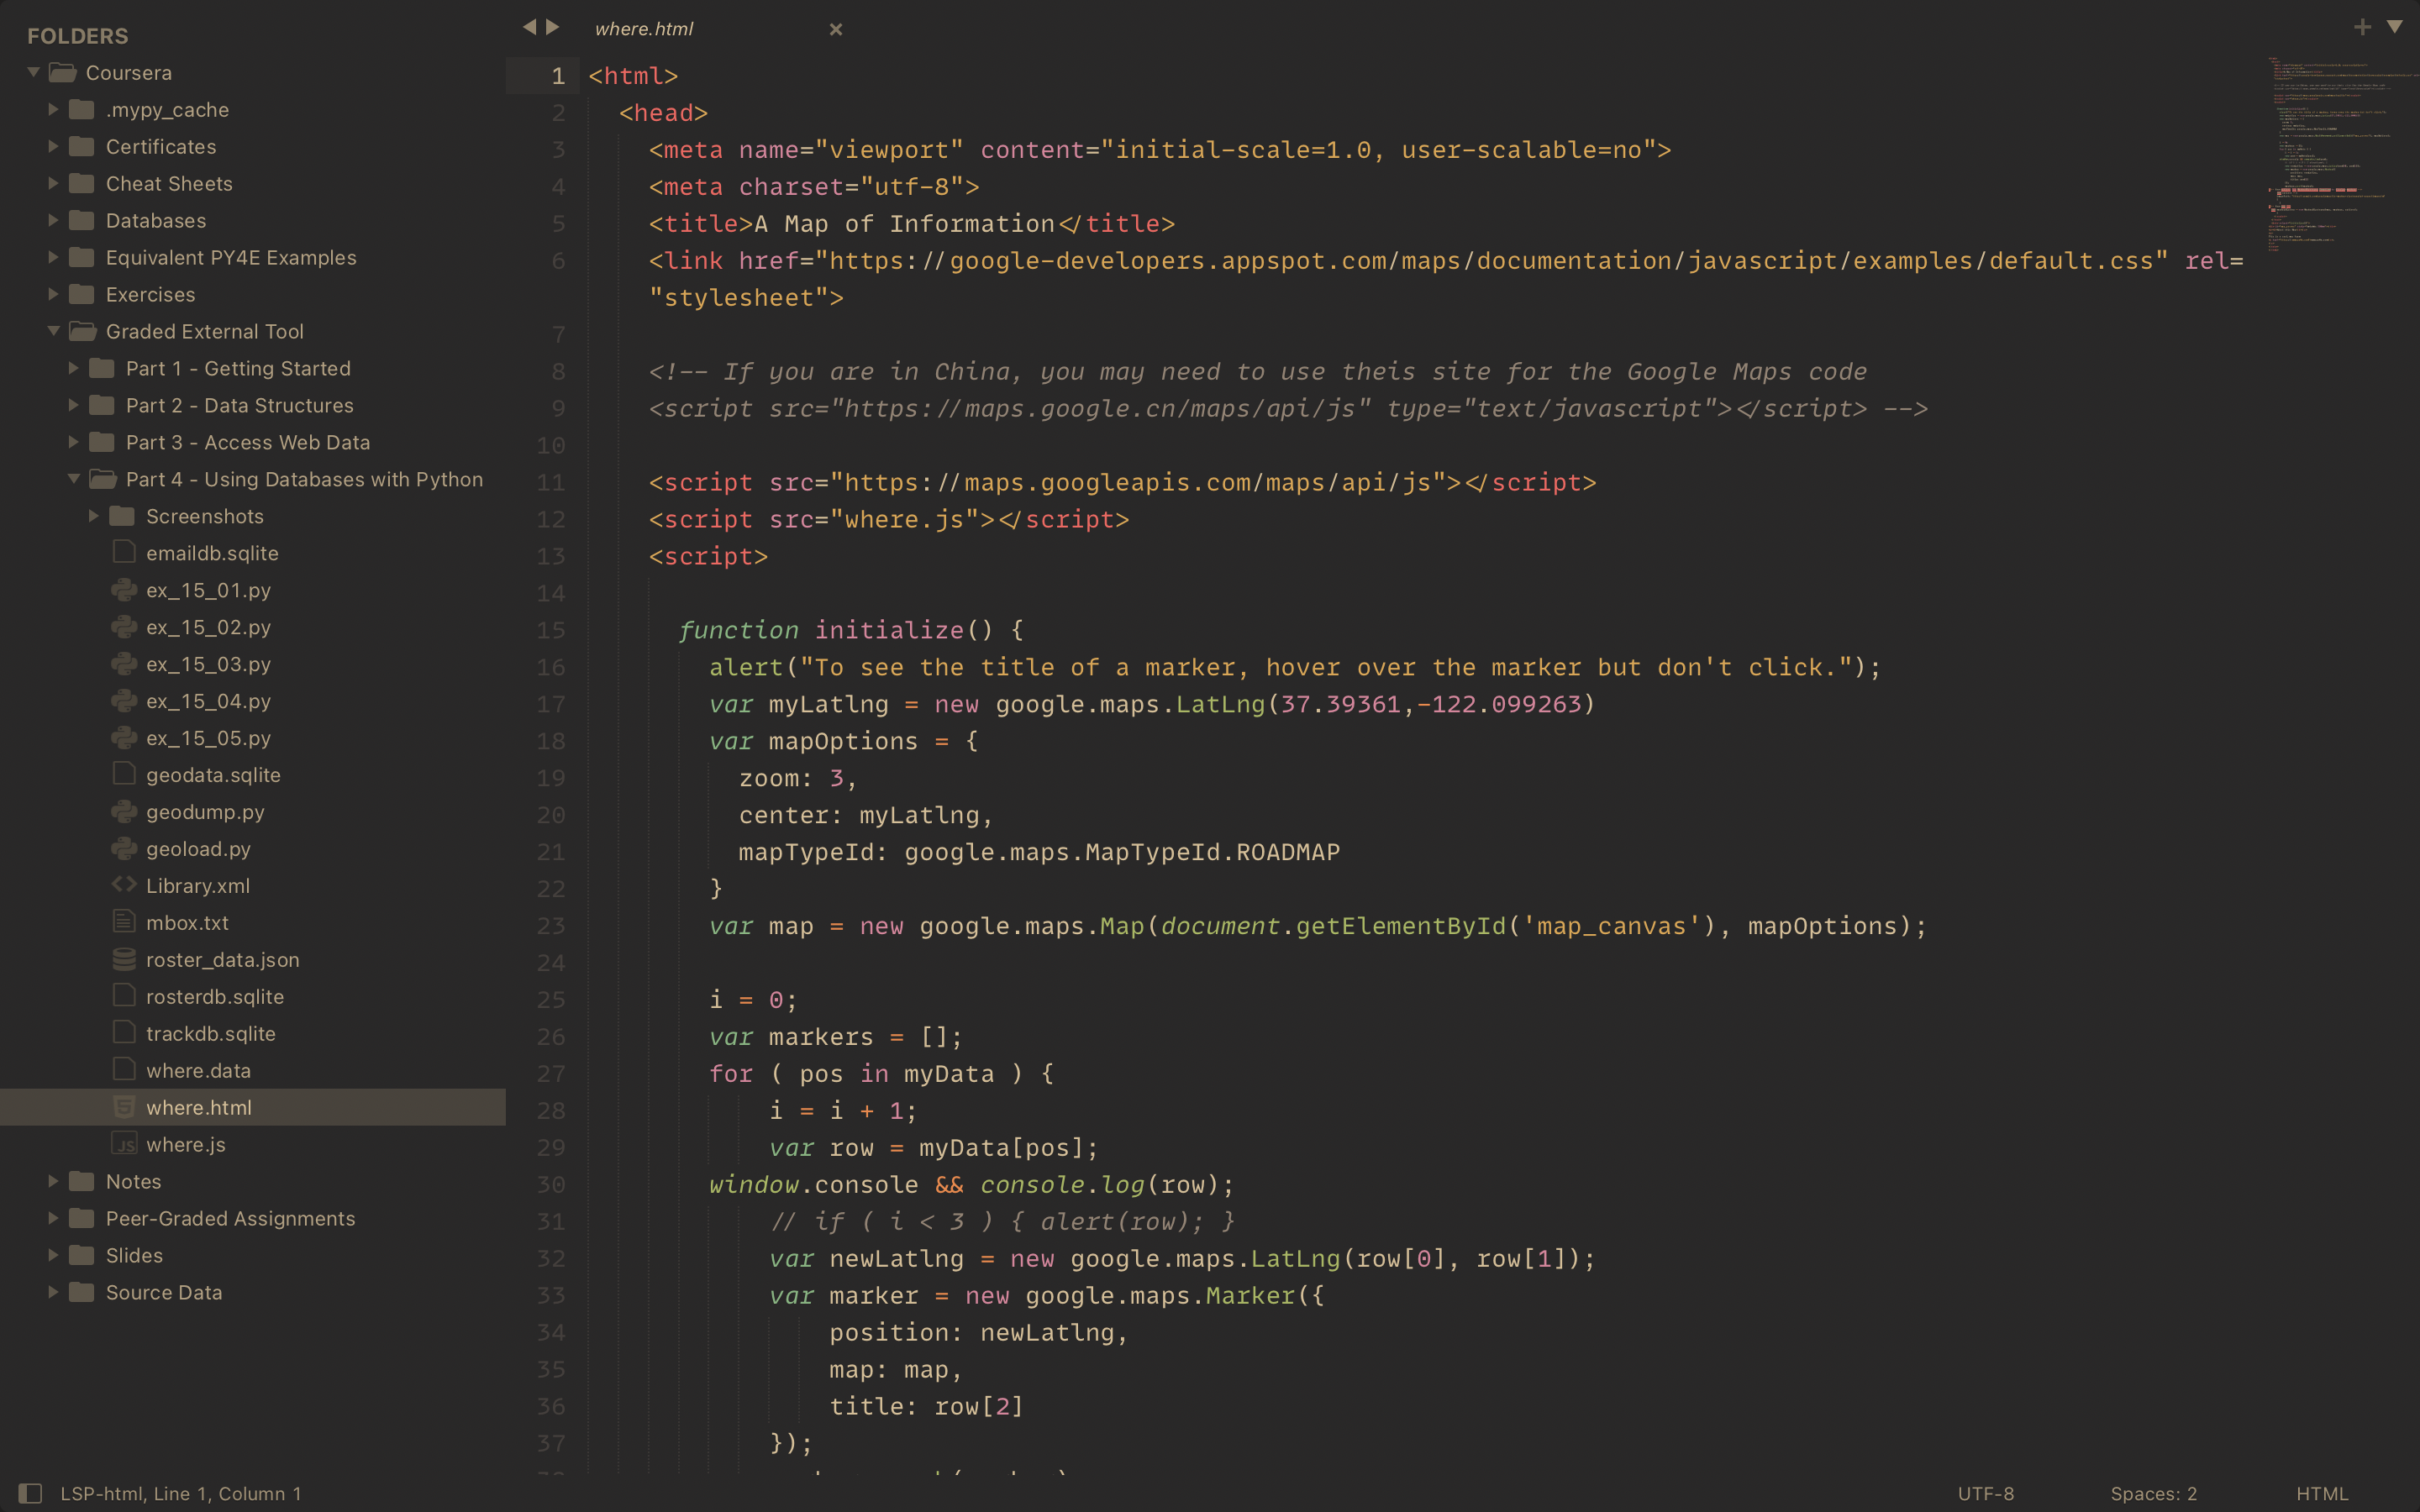 FOLDERS
Coursera
.mypy_cache
Certificates
Cheat Sheets
Databases
Equivalent PY4E Examples
Exercises
Graded External Tool
Part 1 - Getting Started
Part 2 - Data Structures
Part 3 - Access Web Data
Part 4 - Using Databases with Python
Screenshots
emaildb.sqlite
ex_15_01.py
ex_15_02.py
ex_15_03.py
ex_15_04.py
ex_15_05.py
geodata.sqlite
geodump.py
geoload.py
Library.xml
mbox.txt
roster_data.json
rosterdb.sqlite
trackdb.sqlite
where.data
where.html
where.js
Notes
Peer-Graded Assignments
Slides
Source Data
where.html
1 <html>
2 <head>
3 <meta name="viewport" content="initial-scale=1.0, user-scalable=no">
4 <meta charset="utf-8">
5 <title>A Map of Information</title>
6 <link href="https://google-developers.appspot.com/maps/documentation/javascript/examples/default.css" rel=
"stylesheet">
7
8 <!-- If you are in China, you may need to use theis site for the Google Maps code
9 <script src="https://maps.google.cn/maps/api/js" type="text/javascript"></script> -->
10
11 <script src="https://maps.googleapis.com/maps/api/js"></script>
12 <script src="where.js"></script>
13 <script>
14
15 function initialize() {
16 alert("To see the title of a marker, hover over the marker but don't click.");
17 var myLatlng = new google.maps.LatLng(37.39361,-122.099263)
18 var mapOptions = {
19 zoom: 3,
20 center: myLatlng,
21 mapTypeId: google.maps.MapTypeId.ROADMAP
22 }
23 var map = new google.maps.Map(document.getElementById('map_canvas'), mapOptions);
24
25 i = 0;
26 var markers = [];
27 for ( pos in myData ) {
28 i = i + 1;
29 var row = myData[pos];
30 window.console && console.log(row);
31 // if ( i < 3 ) { alert(row); }
32 var newLatlng = new google.maps.LatLng(row[0], row[1]);
33 var marker = new google.maps.Marker({
34 position: newLatlng,
35 map: map,
36 title: row[2]
37 });
LSP-html, Line 1, Column 1
UTF-8
Spaces: 2
HTML